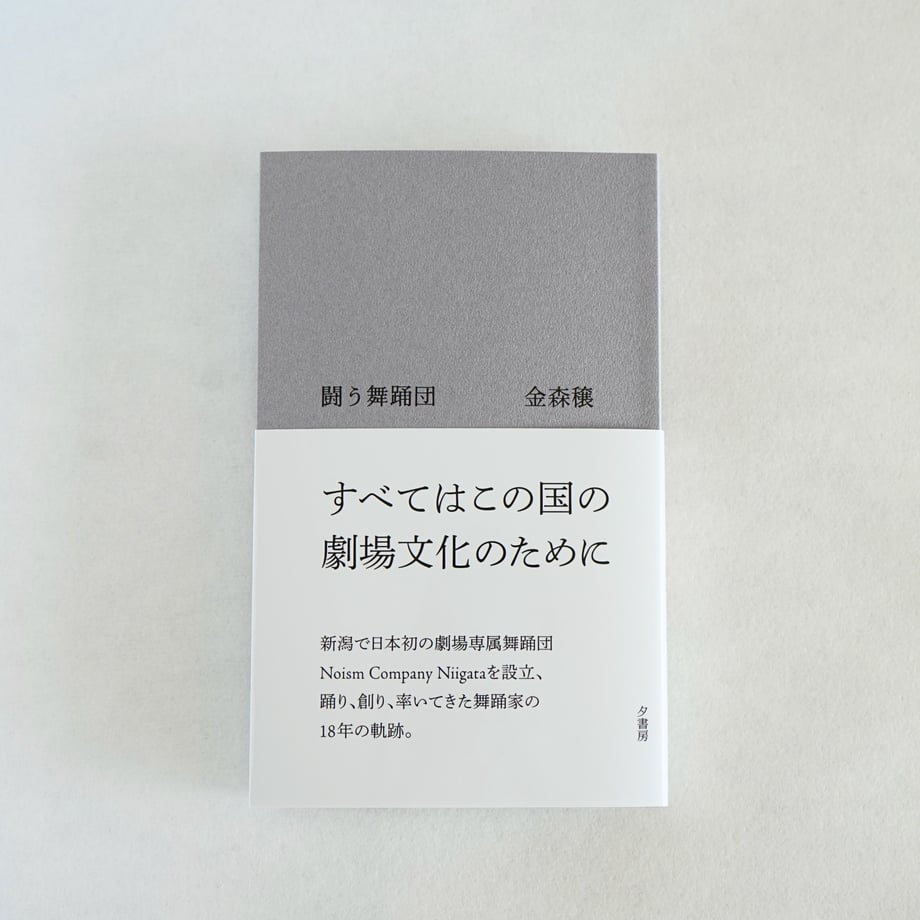 闘う舞踊団 金森穣
すべてはこの国の
劇場文化のために
新潟で日本初の劇場専属舞踊団
Noism Company Niigataを設立、
踊り、創り、率いてきた舞踊家の
18年の軌跡。
夕書房